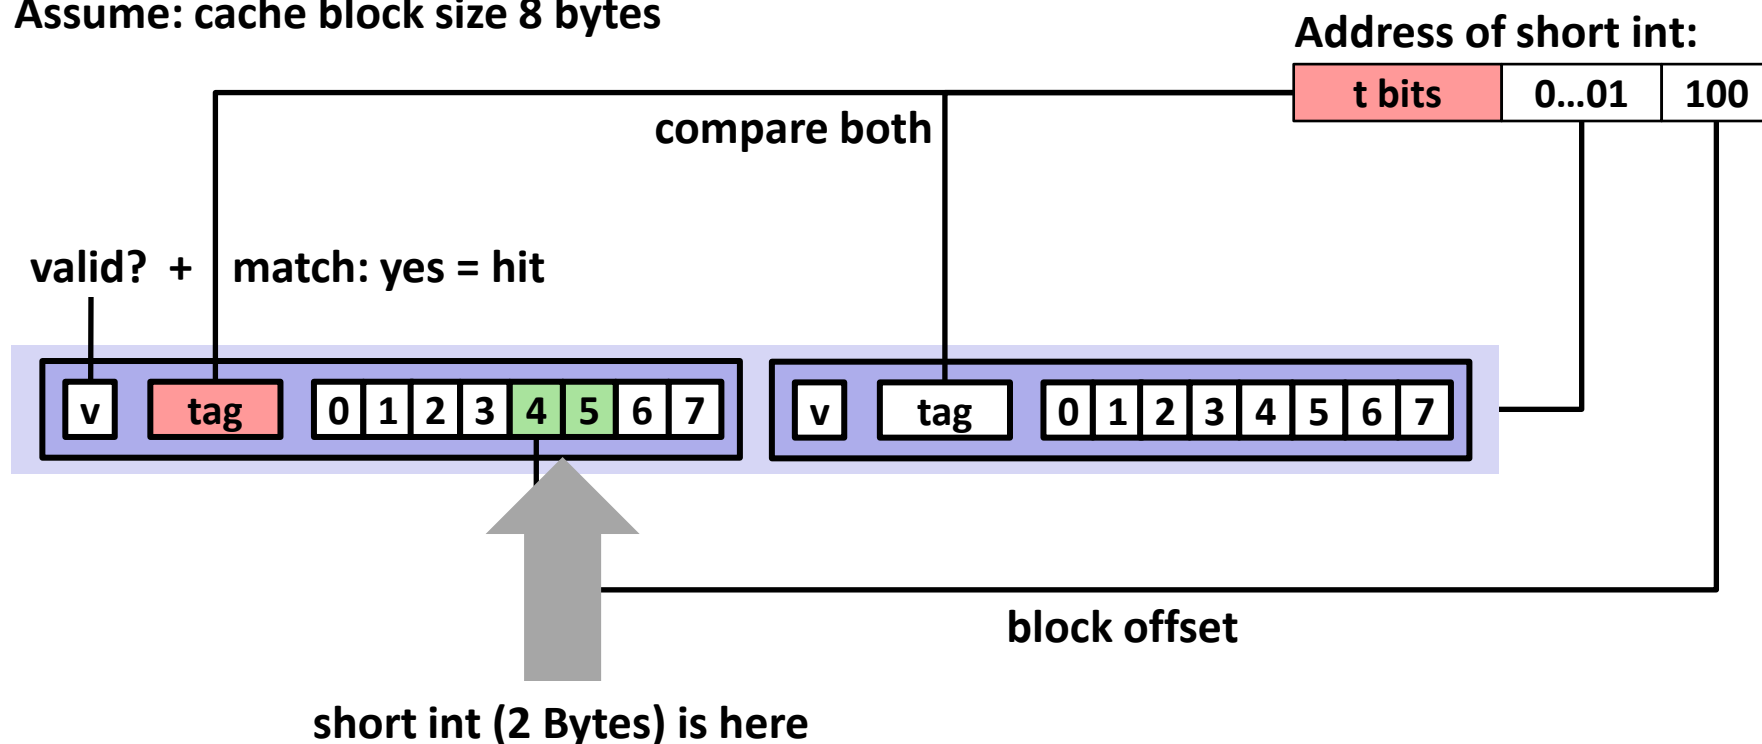 Assume: cache block size 8 bytes
Address of short int:
t bits 0...01 100
compare both
valid? + match: yes = hit
v tag 0 1 2 3 4 5 6 7 v tag 0 1 2 3 4 5 6 7
block offset
short int (2 Bytes) is here